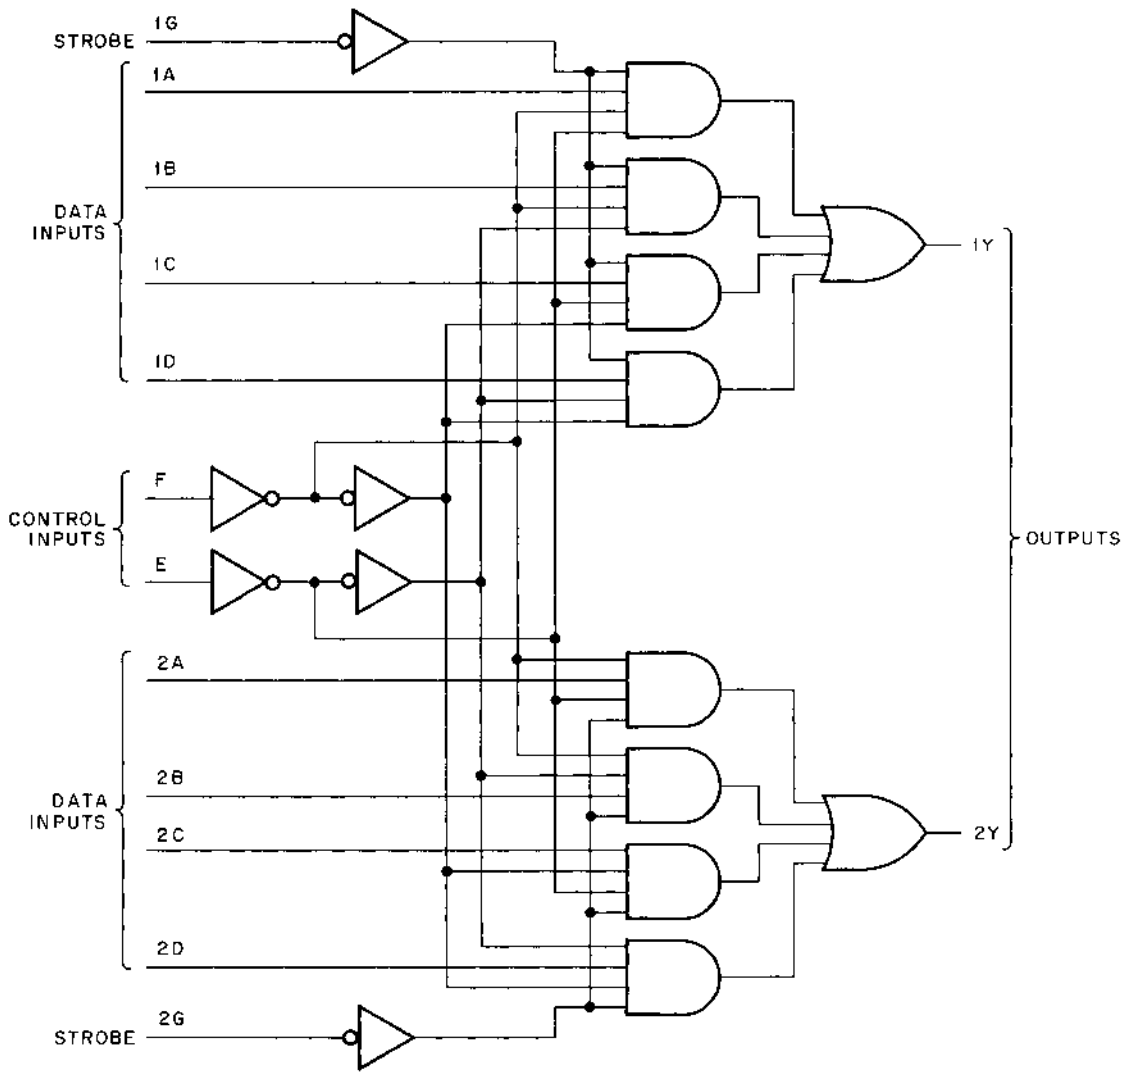 1G
STROBE
1A
1B
DATA
INPUTS
1C
1Y
1D
F
CONTROL
INPUTS
OUTPUTS
E
2A
2B
DATA
INPUTS
2C
2Y
2D
2G
STROBE